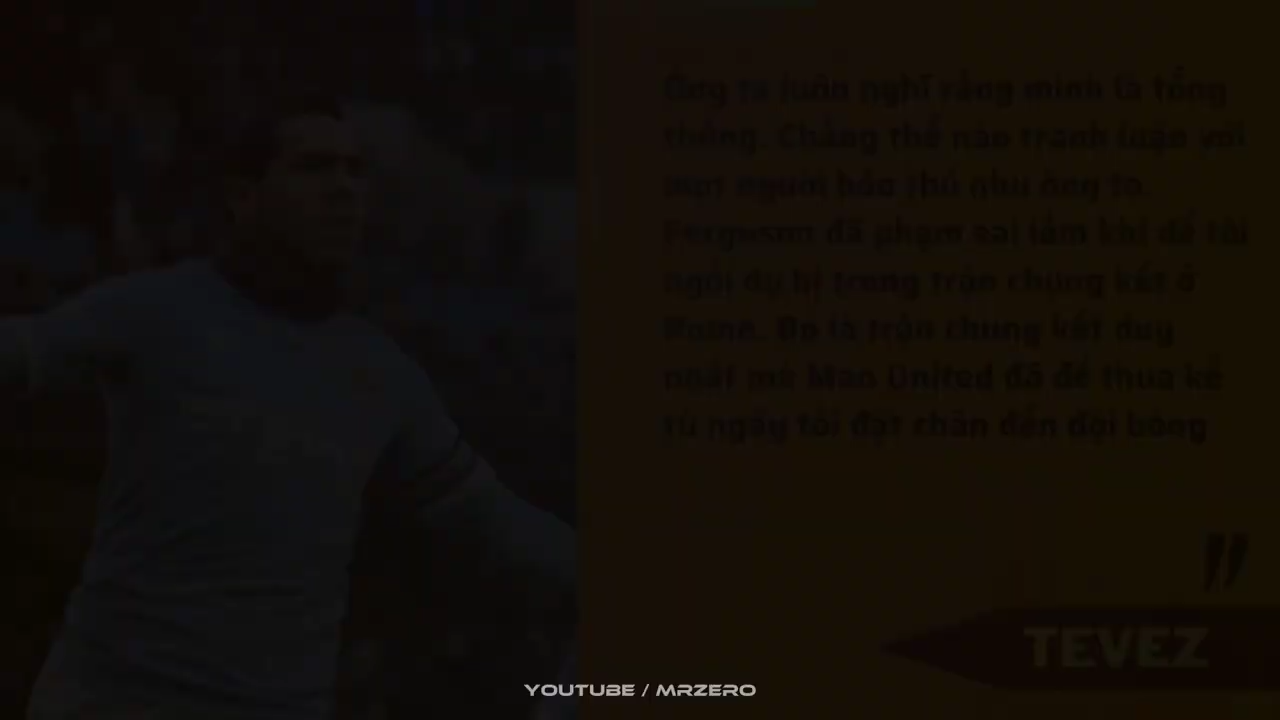 Ông ta luôn nghĩ rằng mình là tổng
thống. Chẳng thể nào tranh luận với
một người bảo thủ như ông ta.
Ferguson đã phạm sai lầm khi để tôi
ngồi dự bị trong trận chung kết ở
Rome. Đó là trận chung kết duy
nhất mà Man United đã để thua kể
từ ngày tôi đặt chân đến đội bóng
"
TEVEZ
YOUTUBE / MRZERO